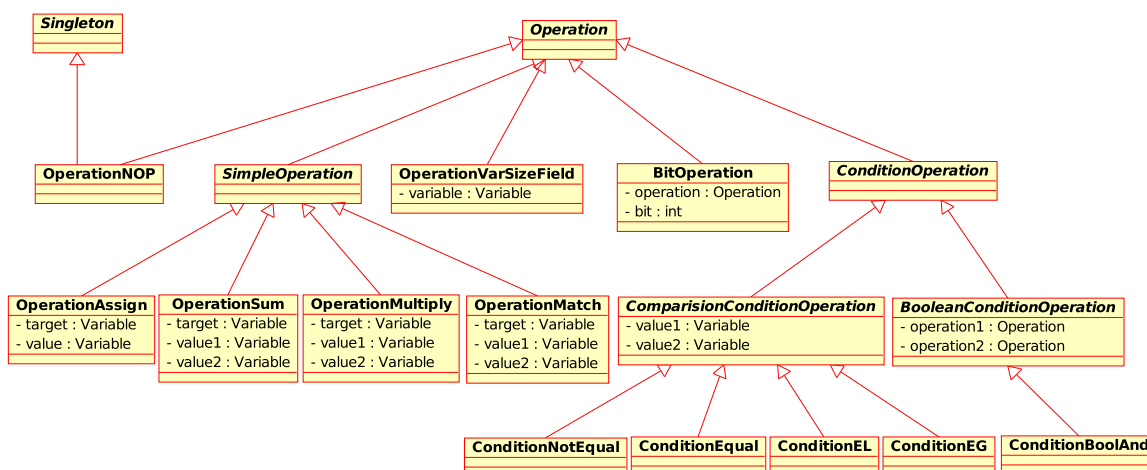 Singleton
Operation
OperationNOP
SimpleOperation
OperationVarSizeField
- variable : Variable
BitOperation
- operation : Operation
- bit : int
ConditionOperation
OperationAssign
- target : Variable
- value : Variable
OperationSum
- target : Variable
- value1 : Variable
- value2 : Variable
OperationMultiply
- target : Variable
- value1 : Variable
- value2 : Variable
OperationMatch
- target : Variable
- value1 : Variable
- value2 : Variable
ComparisionConditionOperation
- value1 : Variable
- value2 : Variable
BooleanConditionOperation
- operation1 : Operation
- operation2 : Operation
ConditionNotEqual
ConditionEqual
ConditionEL
ConditionEG
ConditionBoolAnd